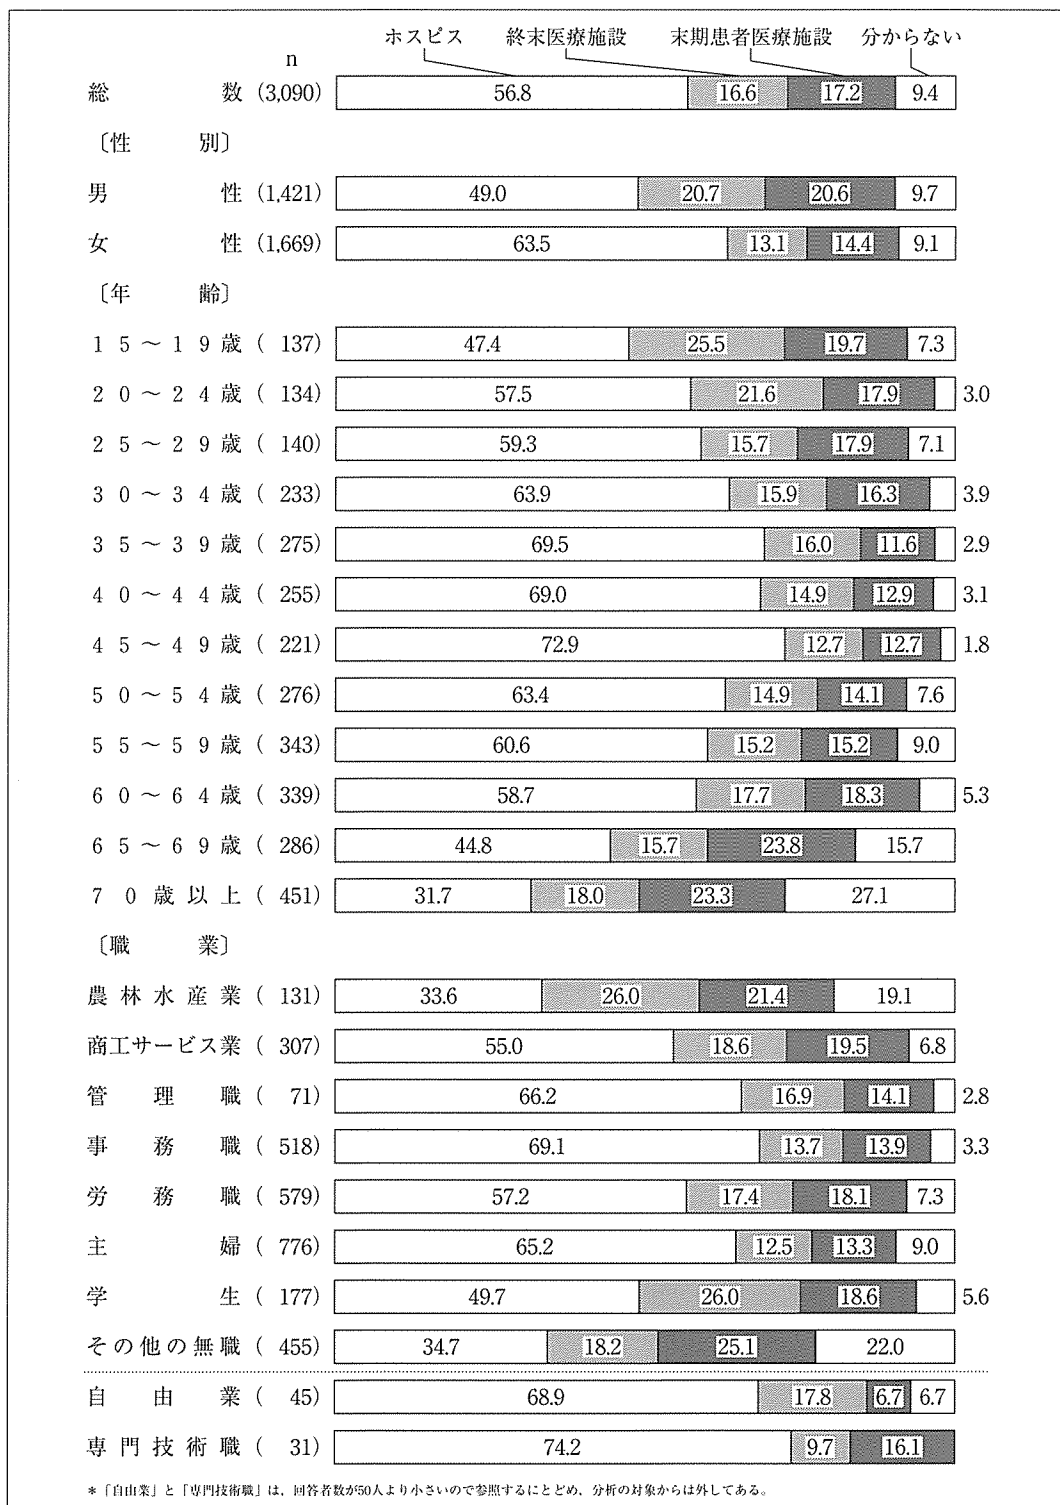 ホスピス 終末医療施設 末期患者医療施設 分からない
n
総数 (3,090) 56.8 16.6 17.2 9.4
〔性別〕
男性 (1,421) 49.0 20.7 20.6 9.7
女性 (1,669) 63.5 13.1 14.4 9.1
〔年齢〕
15~19歳 ( 137) 47.4 25.5 19.7 7.3
20~24歳 ( 134) 57.5 21.6 17.9 3.0
25~29歳 ( 140) 59.3 15.7 17.9 7.1
30~34歳 ( 233) 63.9 15.9 16.3 3.9
35~39歳 ( 275) 69.5 16.0 11.6 2.9
40~44歳 ( 255) 69.0 14.9 12.9 3.1
45~49歳 ( 221) 72.9 12.7 12.7 1.8
50~54歳 ( 276) 63.4 14.9 14.1 7.6
55~59歳 ( 343) 60.6 15.2 15.2 9.0
60~64歳 ( 339) 58.7 17.7 18.3 5.3
65~69歳 ( 286) 44.8 15.7 23.8 15.7
70歳以上 ( 451) 31.7 18.0 23.3 27.1
〔職業〕
農林水産業 ( 131) 33.6 26.0 21.4 19.1
商工サービス業 ( 307) 55.0 18.6 19.5 6.8
管理職 ( 71) 66.2 16.9 14.1 2.8
事務職 ( 518) 69.1 13.7 13.9 3.3
労務職 ( 579) 57.2 17.4 18.1 7.3
主婦 ( 776) 65.2 12.5 13.3 9.0
学生 ( 177) 49.7 26.0 18.6 5.6
その他の無職 ( 455) 34.7 18.2 25.1 22.0
自由業 ( 45) 68.9 17.8 6.7 6.7
専門技術職 ( 31) 74.2 9.7 16.1
*「自由業」と「専門技術職」は、回答者数が50人より小さいので参照するにとどめ、分析の対象からは外してある。